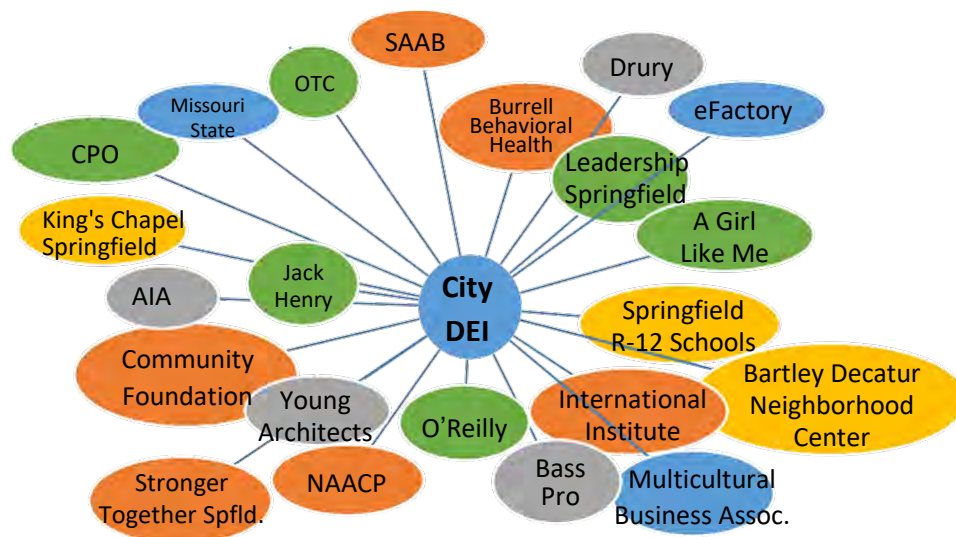 SAAB
Drury
OTC
Missouri
State
eFactory
Burrell
Behavioral
Health
CPO
Leadership
Springfield
King's Chapel
Springfield
A Girl
Like Me
Jack
Henry
City
DEI
AIA
Springfield
R-12 Schools
Community
Foundation
Bartley Decatur
Neighborhood
Center
Young
Architects
O’Reilly
International
Institute
Stronger
Together Spfld.
NAACP
Bass
Pro
Multicultural
Business Assoc.